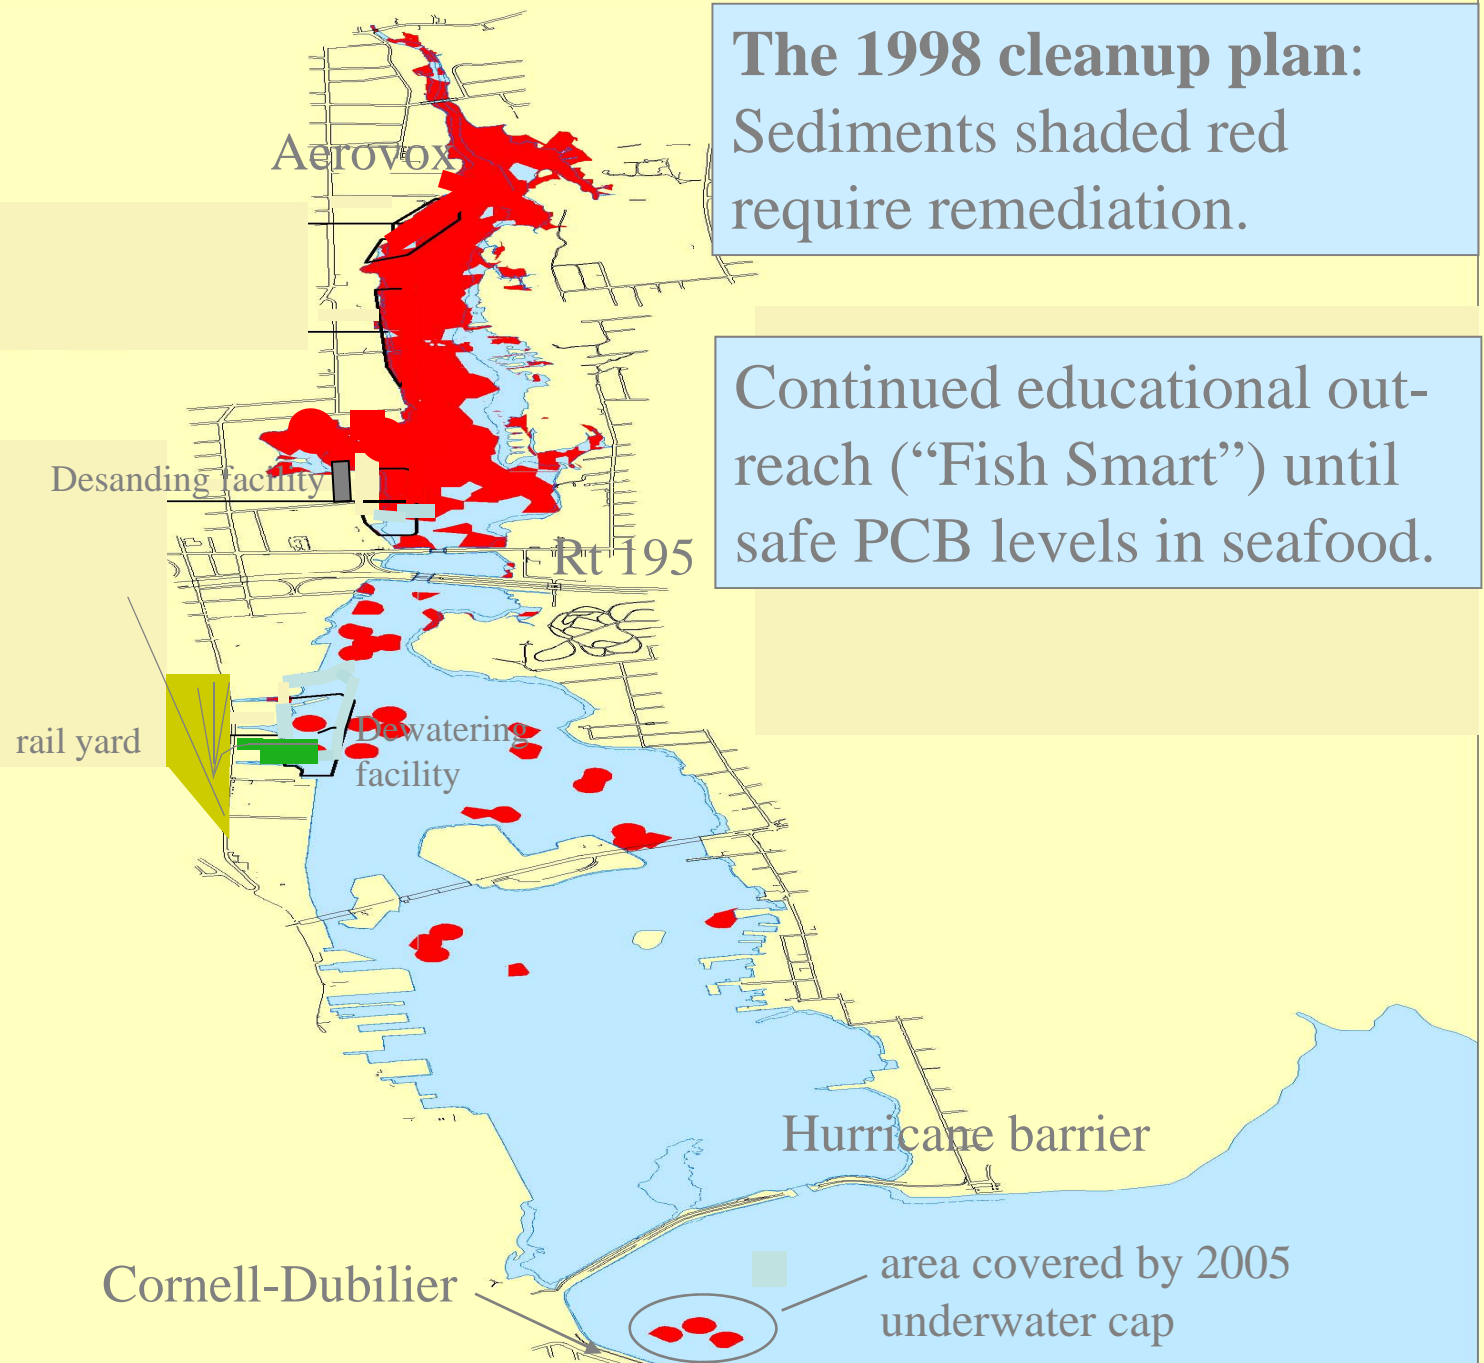 The 1998 cleanup plan:
Sediments shaded red
require remediation.
Aerovox
Continued educational out-
reach (“Fish Smart”) until
safe PCB levels in seafood.
Desanding facility
Rt 195
rail yard
Dewatering
facility
Hurricane barrier
Cornell-Dubilier
area covered by 2005
underwater cap